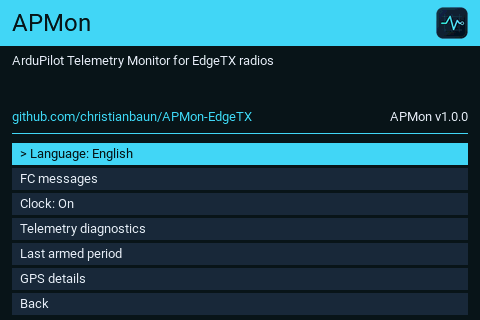 APMon
ArduPilot Telemetry Monitor for EdgeTX radios
github.com/christianbaun/APMon-EdgeTX
APMon v1.0.0
> Language: English
FC messages
Clock: On
Telemetry diagnostics
Last armed period
GPS details
Back